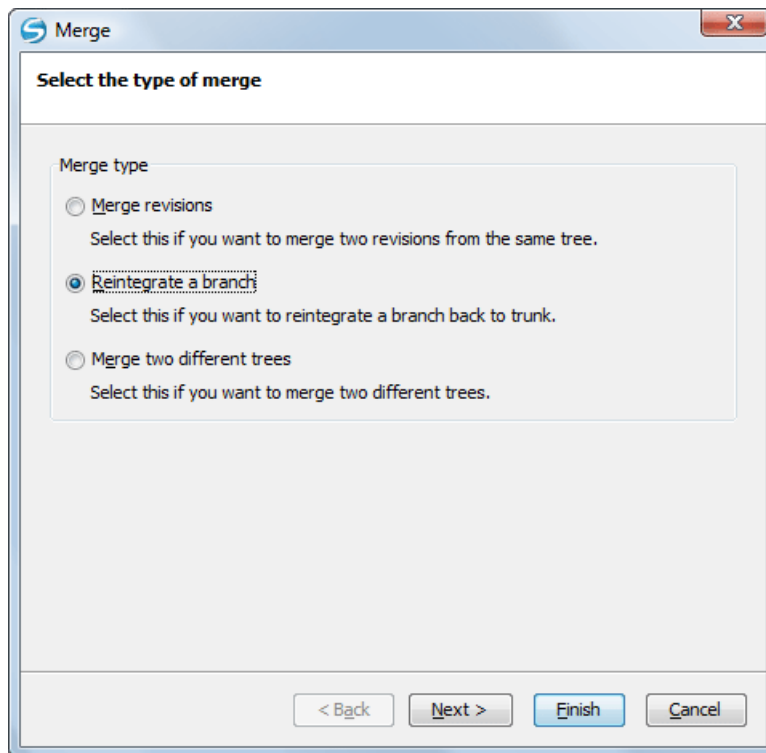 Merge
Select the type of merge
Merge type
Merge revisions
Select this if you want to merge two revisions from the same tree.
Reintegrate a branch
Select this if you want to reintegrate a branch back to trunk.
Merge two different trees
Select this if you want to merge two different trees.
< Back Next > Finish Cancel